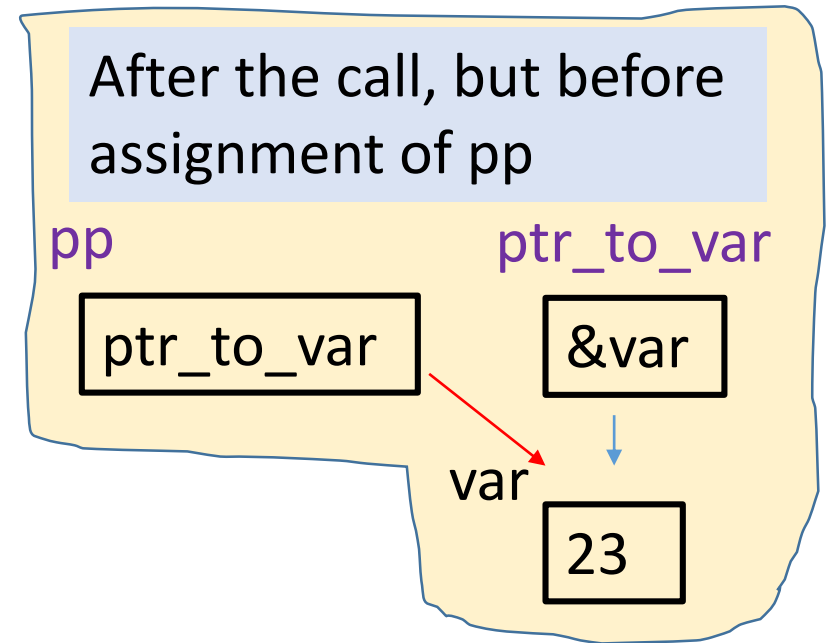 After the call, but before
assignment of pp
pp ptr_to_var
ptr_to_var &var
var
23